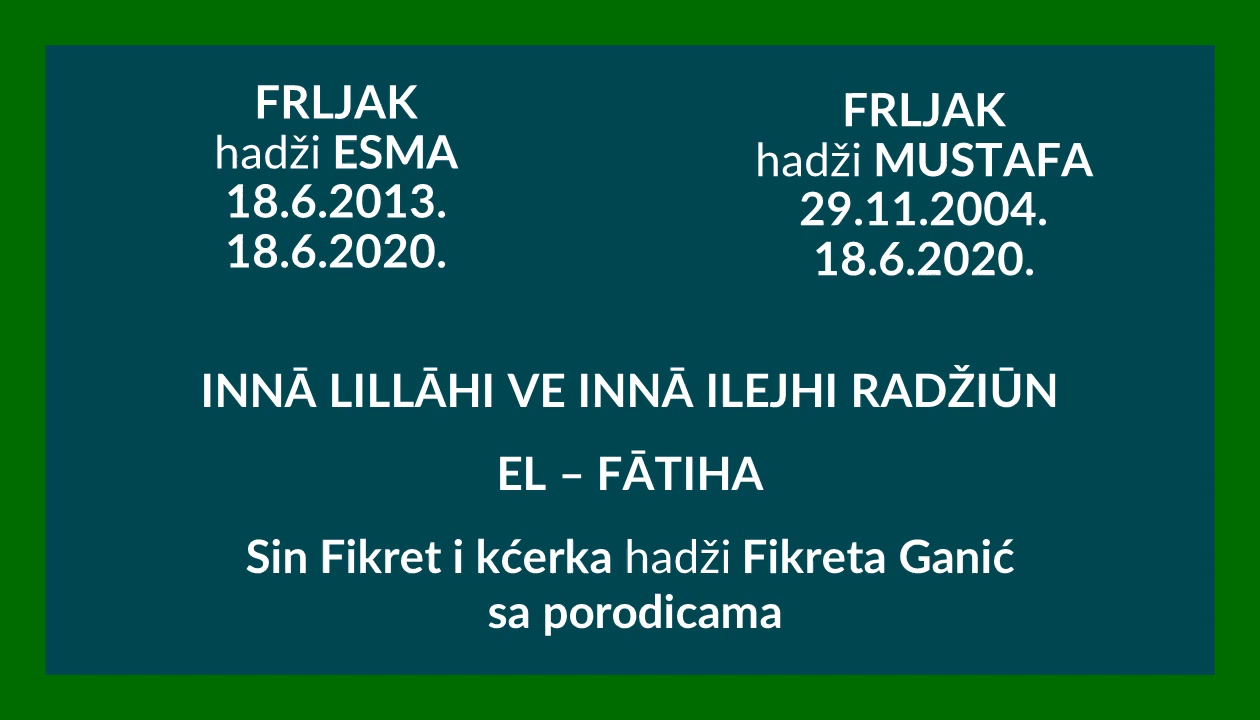 FRLJAK
hadži ESMA
18.6.2013.
18.6.2020.
FRLJAK
hadži MUSTAFA
29.11.2004.
18.6.2020.
INNĀ LILLĀHI VE INNĀ ILEJHI RADŽIŪN
EL – FĀTIHA
Sin Fikret i kćerka hadži Fikreta Ganić
sa porodicama